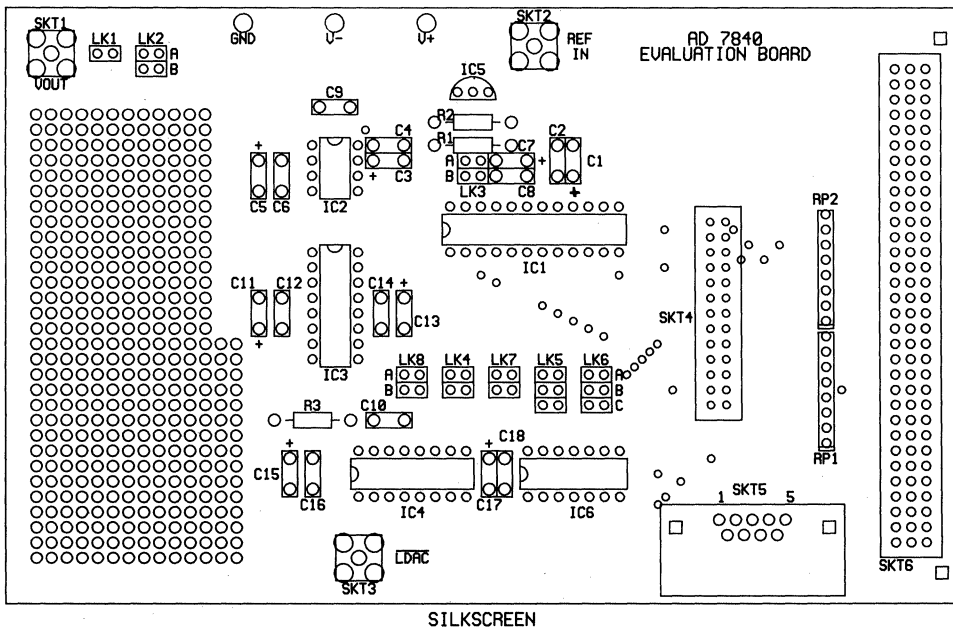 SKT1
LK1 LK2
A
B
VOUT
GND V- V+
SKT2
REF
IN
AD 7840
EVALUATION BOARD
IC5
C9
R2
R1
C4
C3
+
C7
C8
A
B
LK3
C2
+
C1
+
+
C5 C6
IC2
IC1
RP2
C11 C12
+
C14 +
C13
IC3
SKT4
LK8 LK4 LK7 LK5 LK6
A
B
A
B
C
R3 C10
RP1
+
C15
C16
IC4
+
C18
C17
IC6
SKT5
1 5
LDAC
SKT3
SKT6
SILKSCREEN